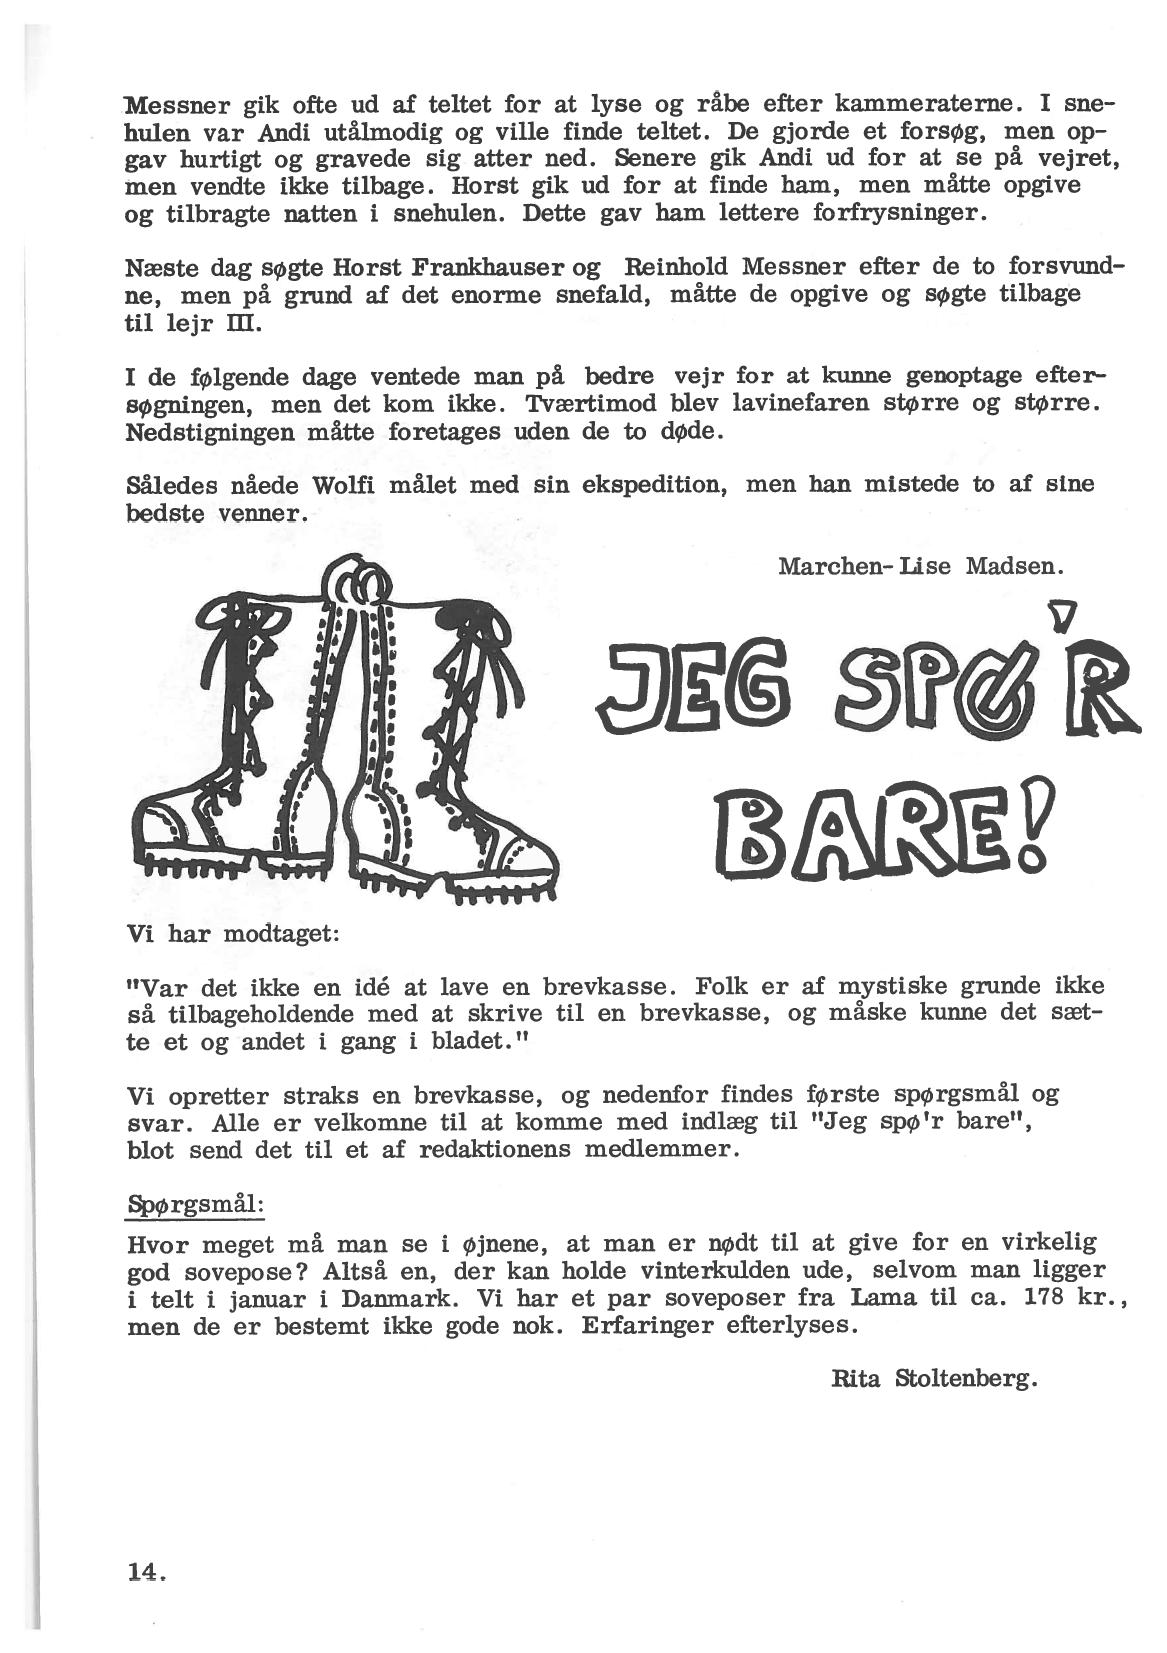 Messner gik ofte ud af teltet for at lyse og råbe efter kammeraterne. I sne-
hulen var Andi utålmodig og ville finde teltet. De gjorde et forsøg, men op-
gav hurtigt og gravede sig atter ned. Senere gik Andi ud for at se på vejret,
men vendte ikke tilbage. Horst gik ud for at finde ham, men måtte opgive
og tilbragte natten i snehulen. Dette gav ham lettere forfrysninger.
Næste dag søgte Horst Frankhauser og Reinhold Messner efter de to forsvund-
ne, men på grund af det enorme snefald, måtte de opgive og søgte tilbage
til lejr III.
I de følgende dage ventede man på bedre vejr for at kunne genoptage efter-
søgningen, men det kom ikke. Tværtimod blev lavinefaren større og større.
Nedstigningen måtte foretages uden de to døde.
Således nåede Wolfi målet med sin ekspedition, men han mistede to af sine
bedste venner.
Marchen-Lise Madsen.
JEG SPØ'R
BARE!
Vi har modtaget:
"Var det ikke en idé at lave en brevkasse. Folk er af mystiske grunde ikke
så tilbageholdende med at skrive til en brevkasse, og måske kunne det sæt-
te et og andet i gang i bladet."
Vi opretter straks en brevkasse, og nedenfor findes første spørgsmål og
svar. Alle er velkomne til at komme med indlæg til "Jeg spø'r bare",
blot send det til et af redaktionens medlemmer.
Spørgsmål:
Hvor meget må man se i øjnene, at man er nødt til at give for en virkelig
god sovepose? Altså en, der kan holde vinterkulden ude, selvom man ligger
i telt i januar i Danmark. Vi har et par soveposer fra Lama til ca. 178 kr.,
men de er bestemt ikke gode nok. Erfaringer efterlyses.
Rita Stoltenberg.
14.